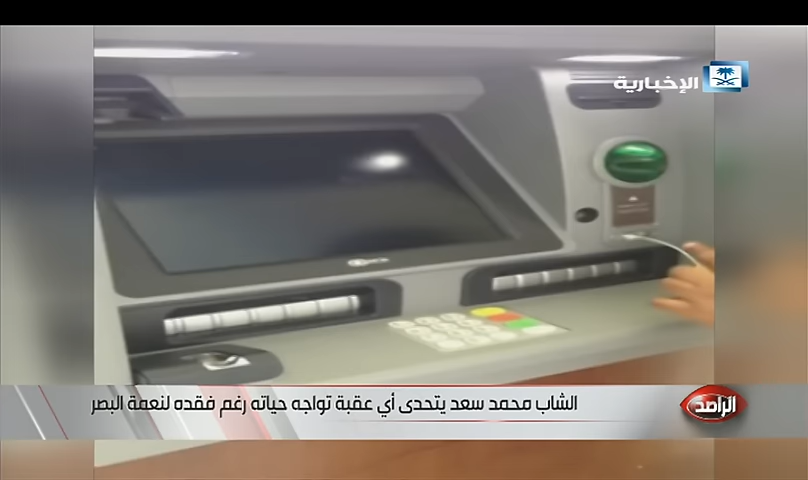 الإخبارية
الراصد
الشاب محمد سعد يتحدى أي عقبة تواجه حياته رغم فقده لنعمة البصر